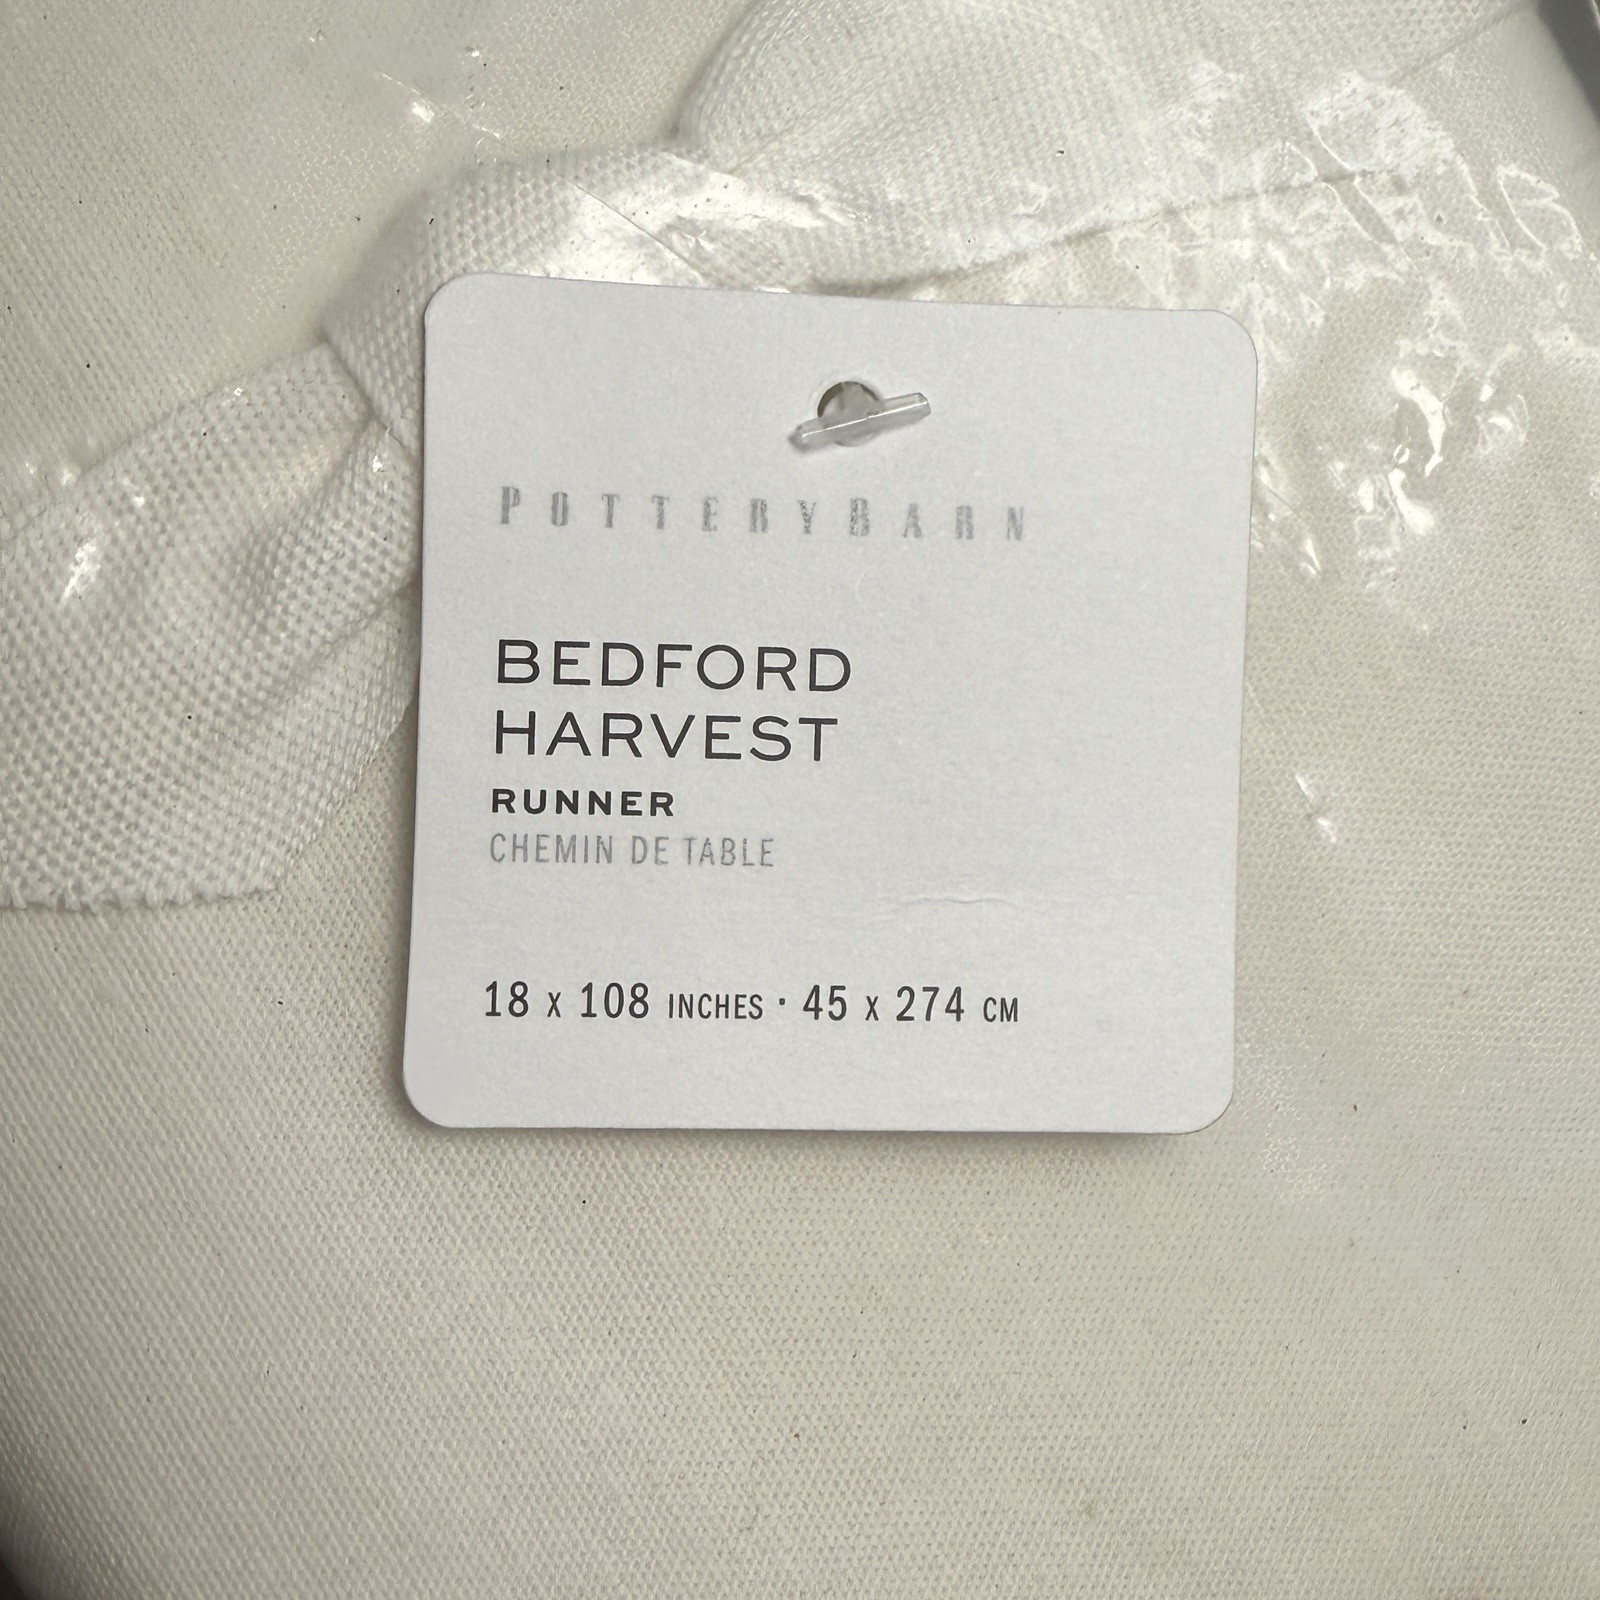 POTTERYBARN
BEDFORD
HARVEST
RUNNER
CHEMIN DE TABLE
18 X 108 INCHES · 45 X 274 CM